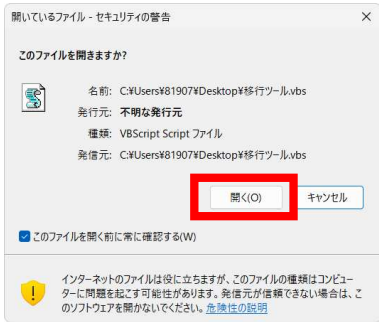 開いているファイル - セキュリティの警告
このファイルを開きますか?
名前: C:¥Users¥81907¥Desktop¥移行ツール.vbs
発行元: 不明な発行元
種類: VBScript Script ファイル
発信元: C:¥Users¥81907¥Desktop¥移行ツール.vbs
開く(O) キャンセル
このファイルを開く前に常に確認する(W)
インターネットのファイルは役に立ちますが、このファイルの種類はコンピュー
ターに問題を起こす可能性があります。発信元が信頼できない場合は、こ
のソフトウェアを開かないでください。危険性の説明